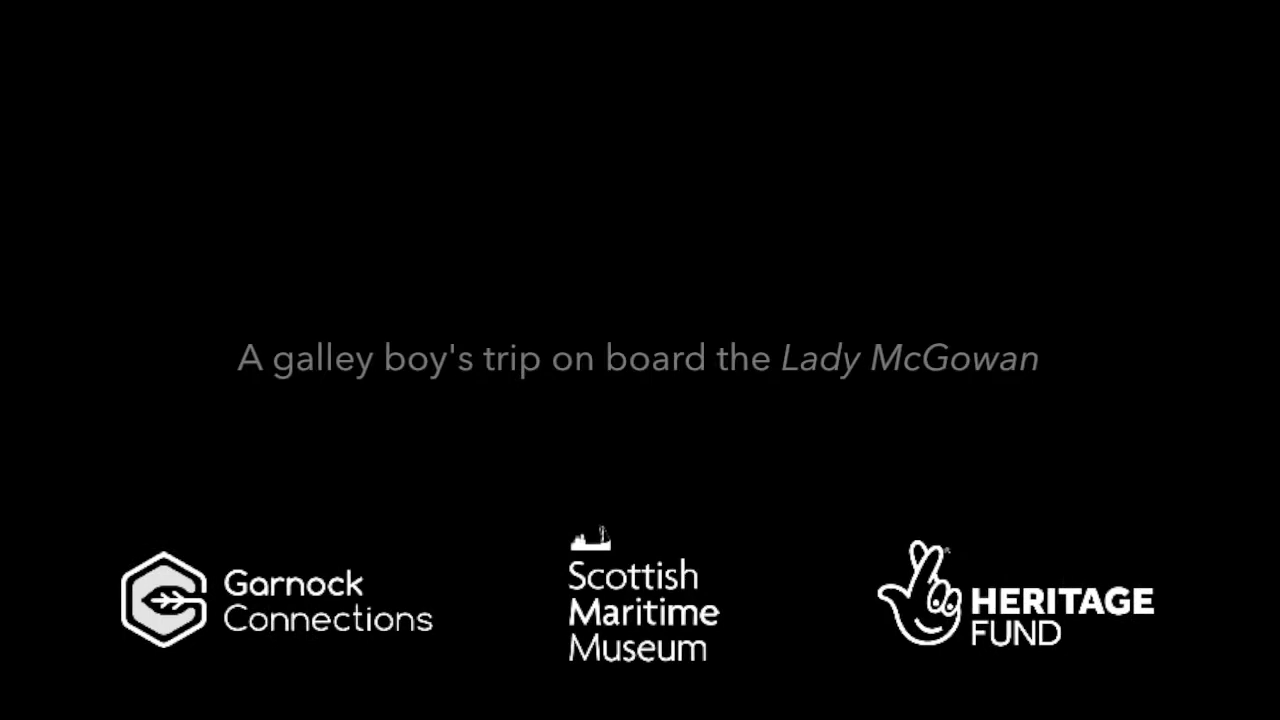 A galley boy's trip on board the Lady McGowan
Garnock
Connections
Scottish
Maritime
Museum
HERITAGE
FUND